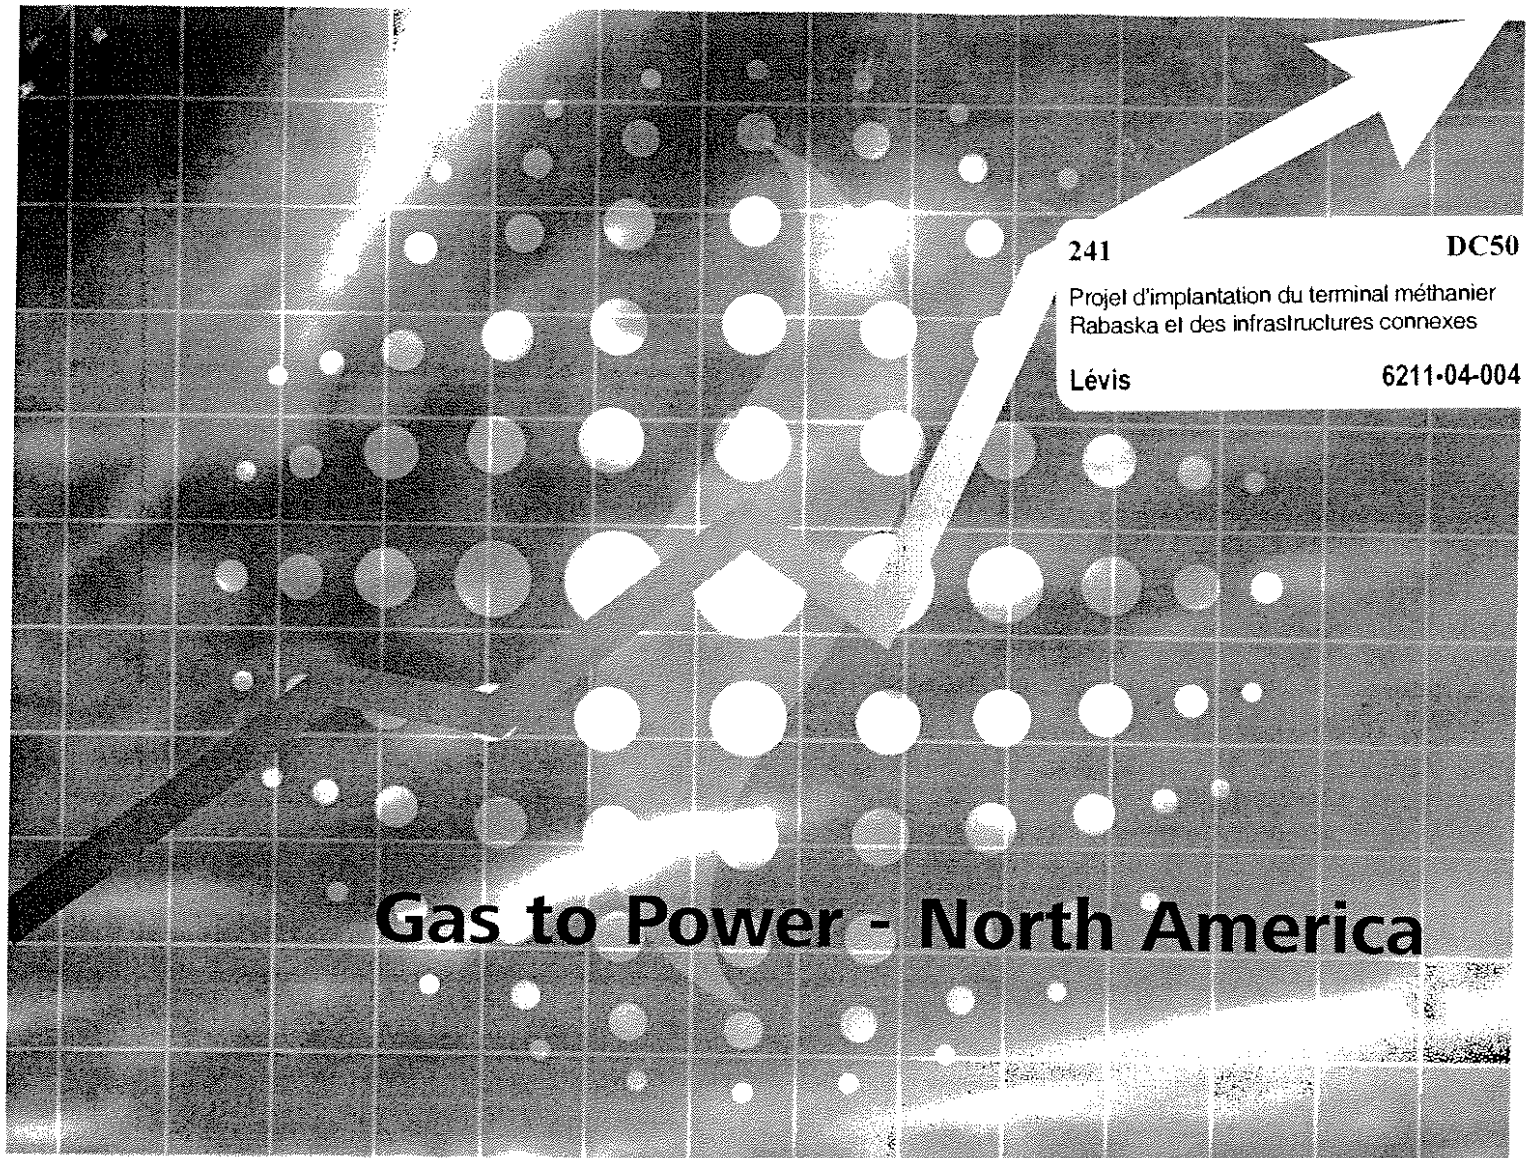 241 DC50
Projet d'implantation du terminal méthanier
Rabaska et des infrastructures connexes
Lévis 6211-04-004
Gas to Power - North America